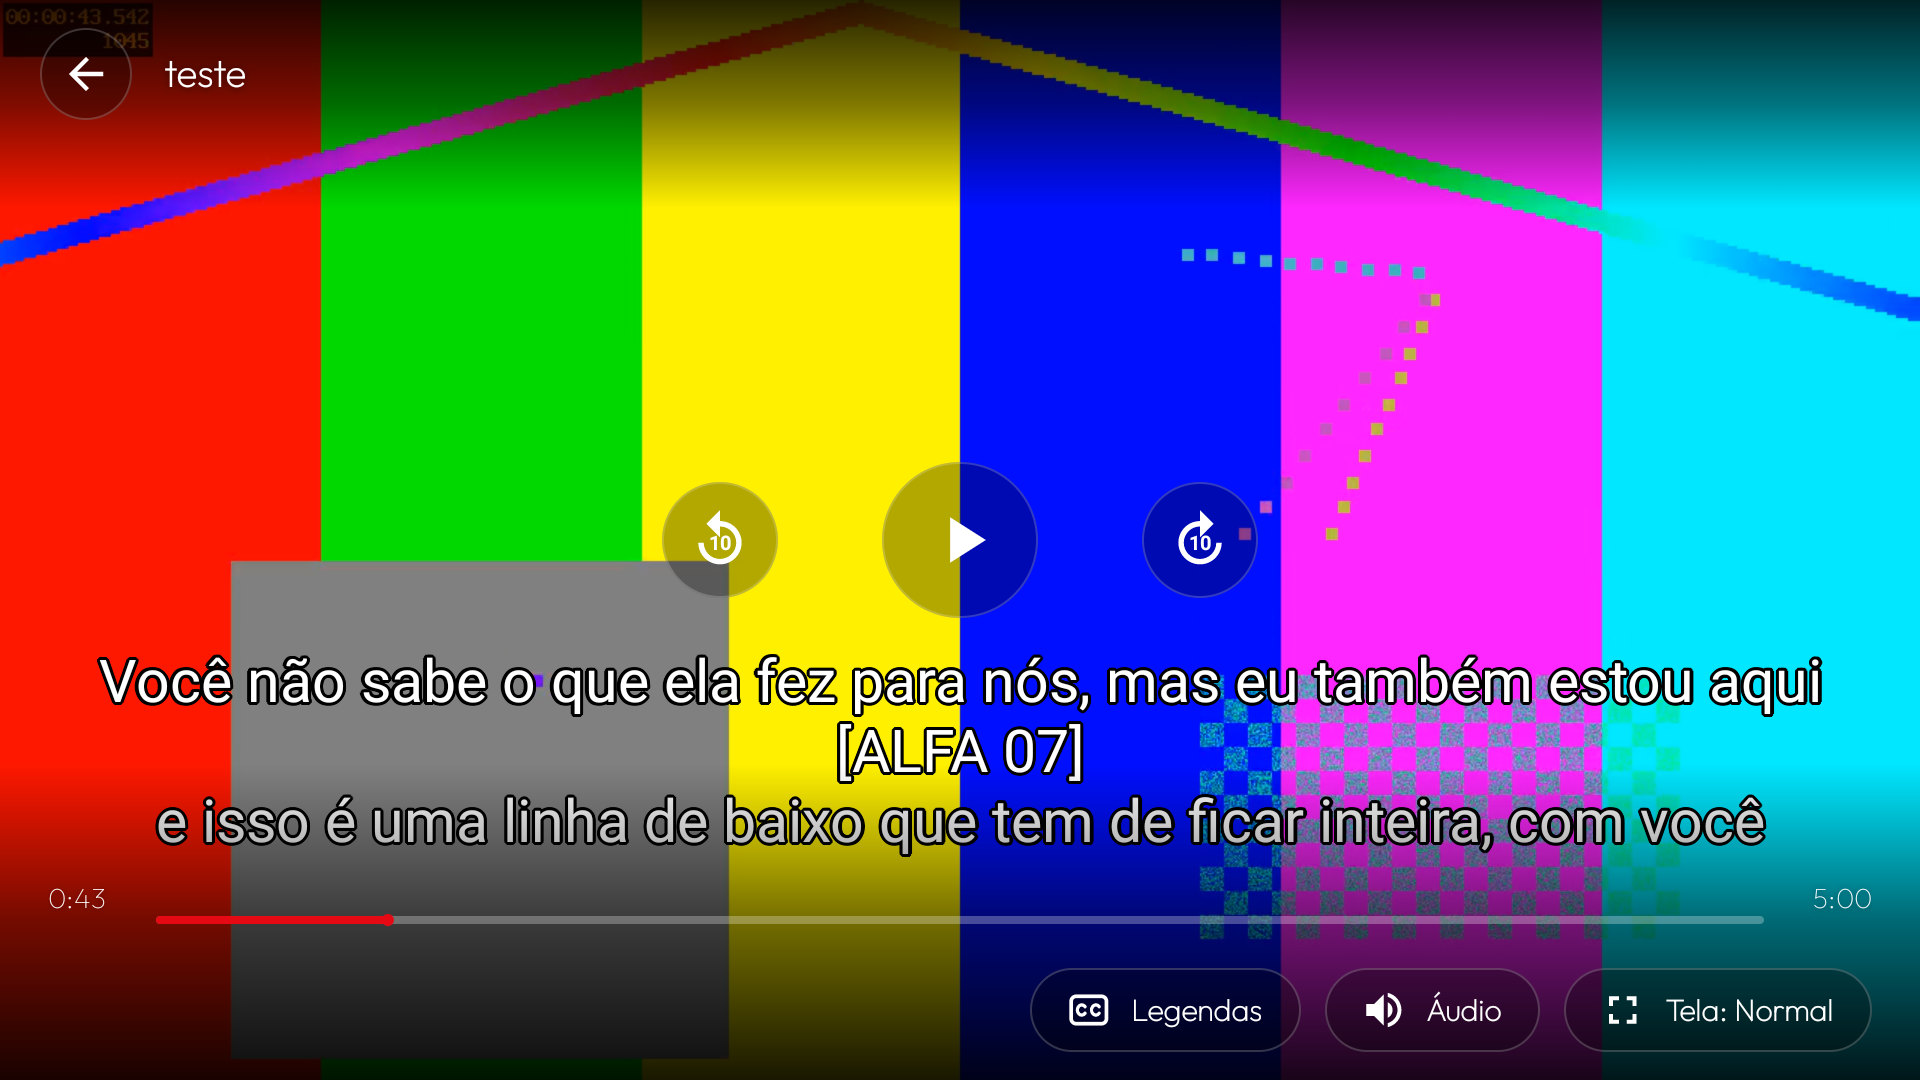 00:00:43.542
1045
teste
10
10
Você não sabe o que ela fez para nós, mas eu também estou aqui
[ALFA 07]
e isso é uma linha de baixo que tem de ficar inteira, com você
0:43
5:00
CC Legendas
Áudio
Tela: Normal